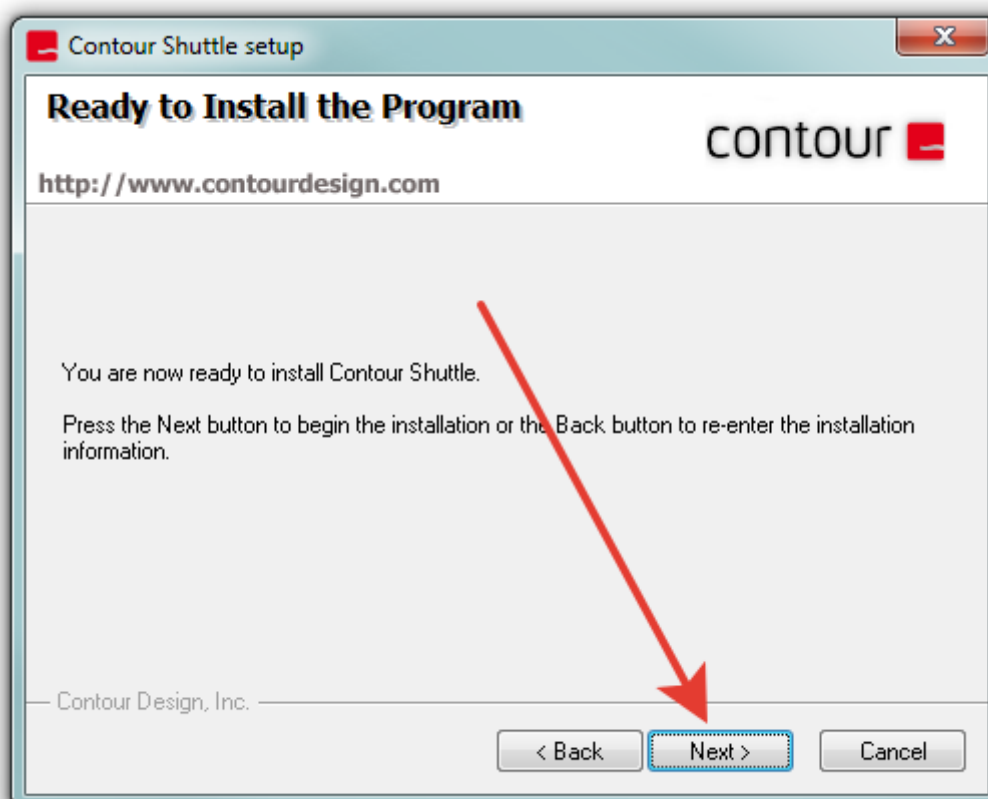 Contour Shuttle setup
Ready to Install the Program
contour
http://www.contourdesign.com
You are now ready to install Contour Shuttle.
Press the Next button to begin the installation or the Back button to re-enter the installation
information.
Contour Design, Inc.
< Back Next > Cancel